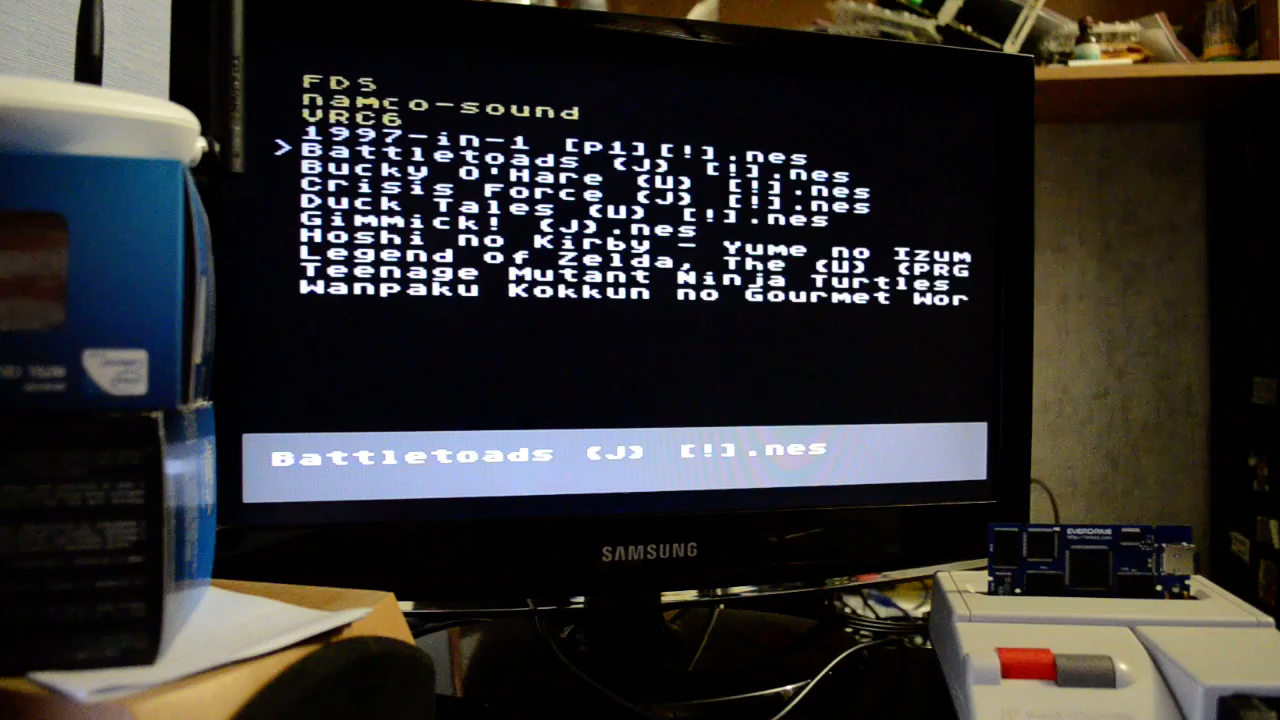 FDS
namco-sound
VRC6
1997-in-1 [p1][!].nes
>Battletoads (J) [!].nes
Bucky O'Hare (U) [!].nes
Crisis Force (J) [!].nes
Duck Tales (U) [!].nes
Gimmick! (J).nes
Hoshi no Kirby - Yume no Izum
Legend of Zelda, The (U) (PRG
Teenage Mutant Ninja Turtles
Wanpaku Kokkun no Gourmet Wor
Battletoads (J) [!].nes
SAMSUNG
EVERDRIVE